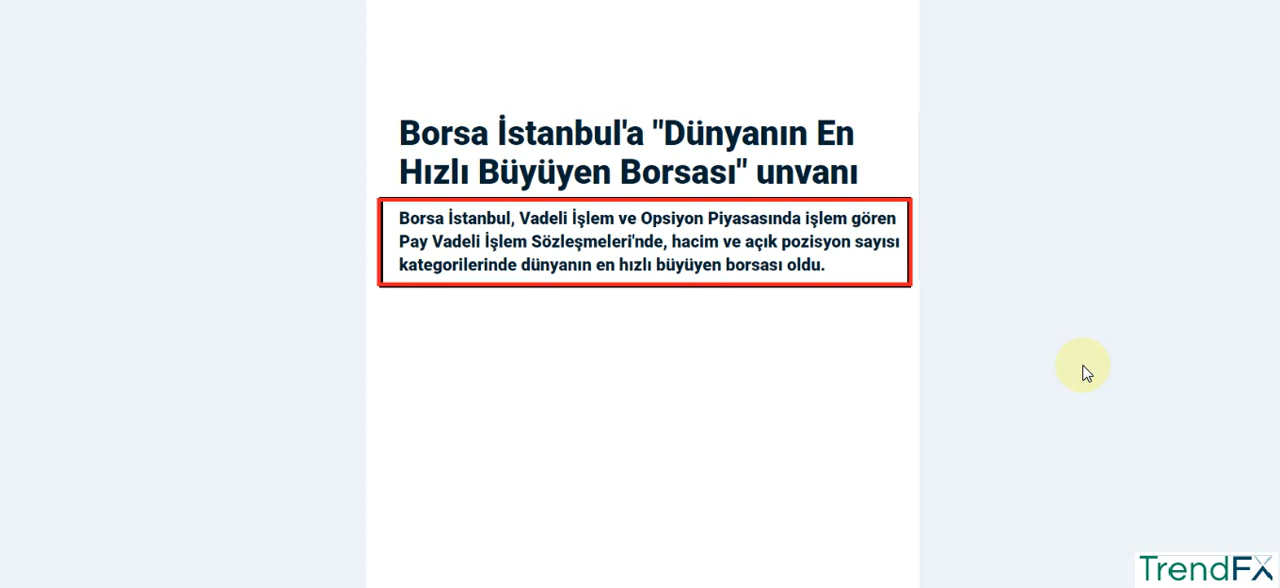 Borsa İstanbul'a "Dünyanın En
Hızlı Büyüyen Borsası" unvanı
Borsa İstanbul, Vadeli İşlem ve Opsiyon Piyasasında işlem gören
Pay Vadeli İşlem Sözleşmeleri'nde, hacim ve açık pozisyon sayısı
kategorilerinde dünyanın en hızlı büyüyen borsası oldu.
TrendFX